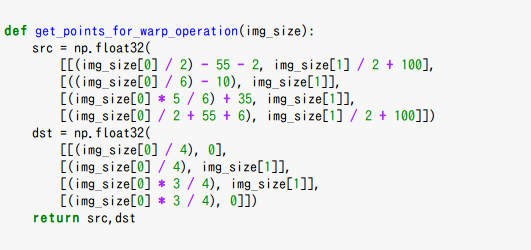 def get_points_for_warp_operation(img_size):
    src = np.float32(
        [[(img_size[0] / 2) - 55 - 2, img_size[1] / 2 + 100],
        [((img_size[0] / 6) - 10), img_size[1]],
        [(img_size[0] * 5 / 6) + 35, img_size[1]],
        [(img_size[0] / 2 + 55 + 6), img_size[1] / 2 + 100]])
    dst = np.float32(
        [[(img_size[0] / 4), 0],
        [(img_size[0] / 4), img_size[1]],
        [(img_size[0] * 3 / 4), img_size[1]],
        [(img_size[0] * 3 / 4), 0]])
    return src,dst